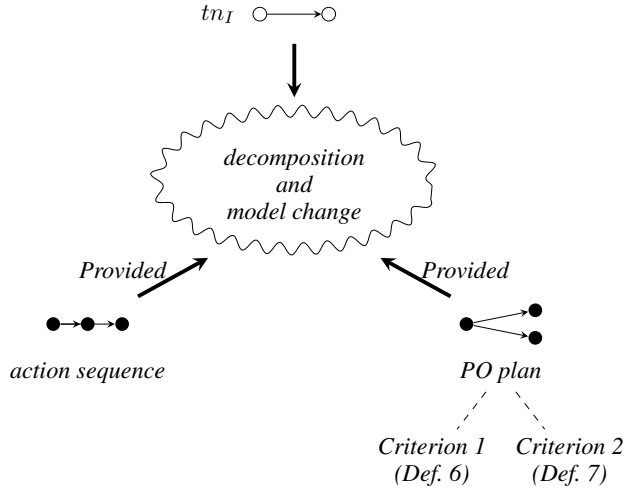 tn_I
decomposition
and
model change
Provided
Provided
action sequence
PO plan
Criterion 1
(Def. 6)
Criterion 2
(Def. 7)